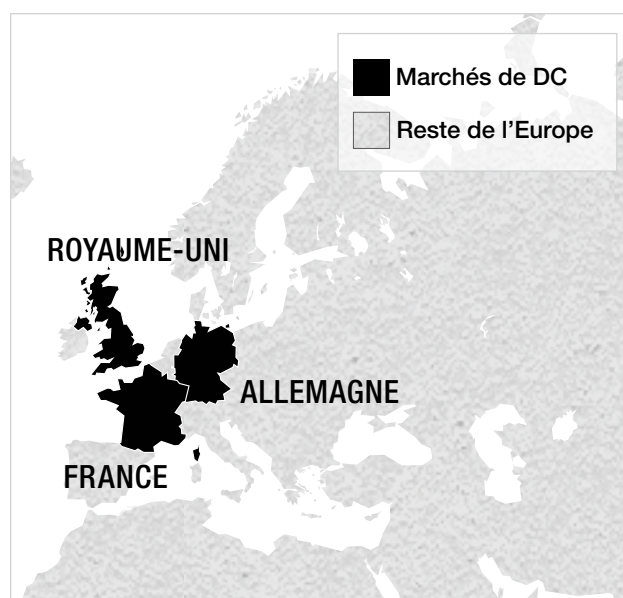 Marchés de DC
Reste de l’Europe
ROYAUME-UNI
ALLEMAGNE
FRANCE